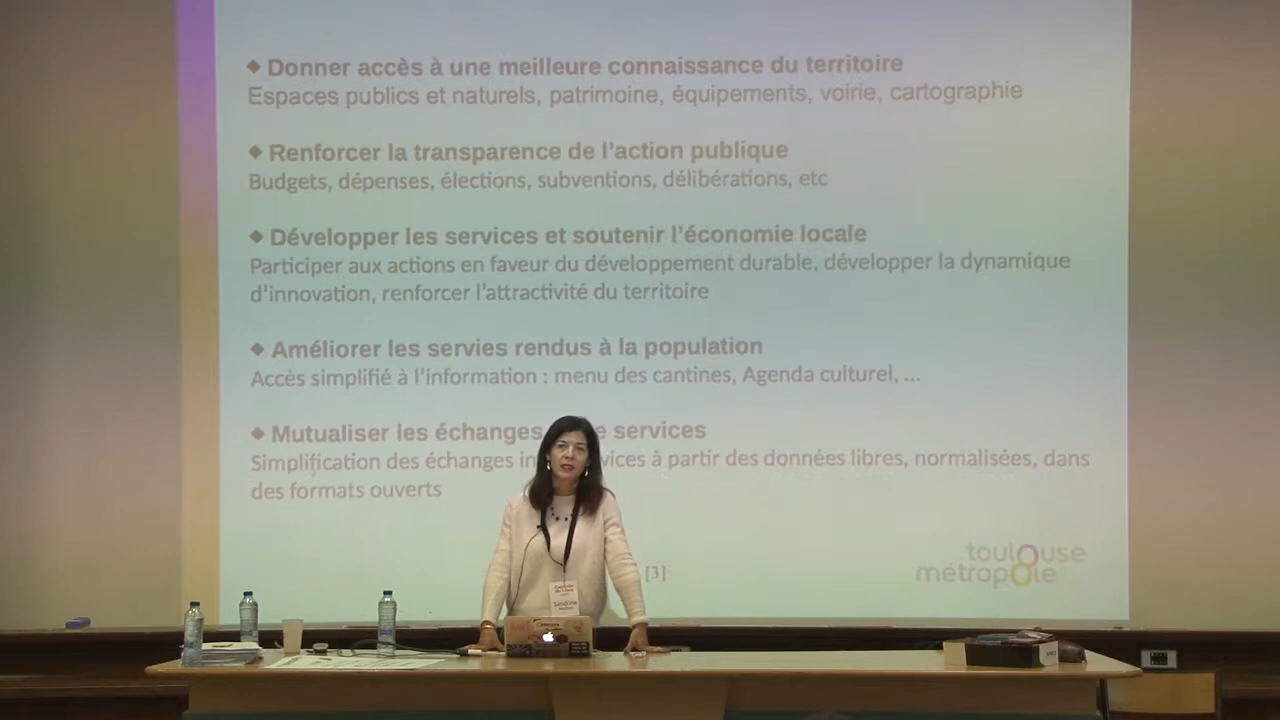 ◆ Donner accès à une meilleure connaissance du territoire
Espaces publics et naturels, patrimoine, équipements, voirie, cartographie
◆ Renforcer la transparence de l'action publique
Budgets, dépenses, élections, subventions, délibérations, etc
◆ Développer les services et soutenir l'économie locale
Participer aux actions en faveur du développement durable, développer la dynamique
d'innovation, renforcer l'attractivité du territoire
◆ Améliorer les servies rendus à la population
Accès simplifié à l'information : menu des cantines, Agenda culturel, ...
◆ Mutualiser les échanges services
Simplification des échanges à partir des données libres, normalisées, dans
des formats ouverts
[3]
toulouse
métropole
Sandrine